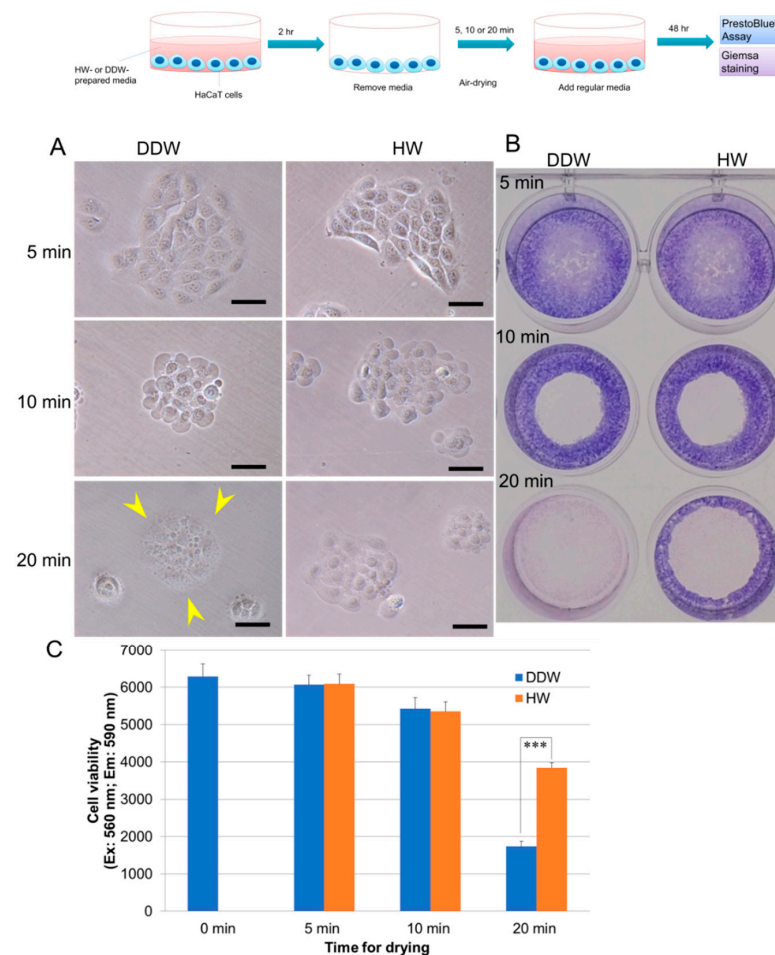 HW- or DDW-
prepared media
HaCaT cells
2 hr
Remove media
5, 10 or 20 min
Air-drying
Add regular media
48 hr
PrestoBlue
Assay
Giemsa
staining
A
DDW
HW
5 min
10 min
20 min
B
DDW
HW
5 min
10 min
20 min
C
7000
6000
5000
4000
3000
2000
1000
0
Cell viability
(Ex: 560 nm; Em: 590 nm)
DDW
HW
***
0 min
5 min
10 min
20 min
Time for drying